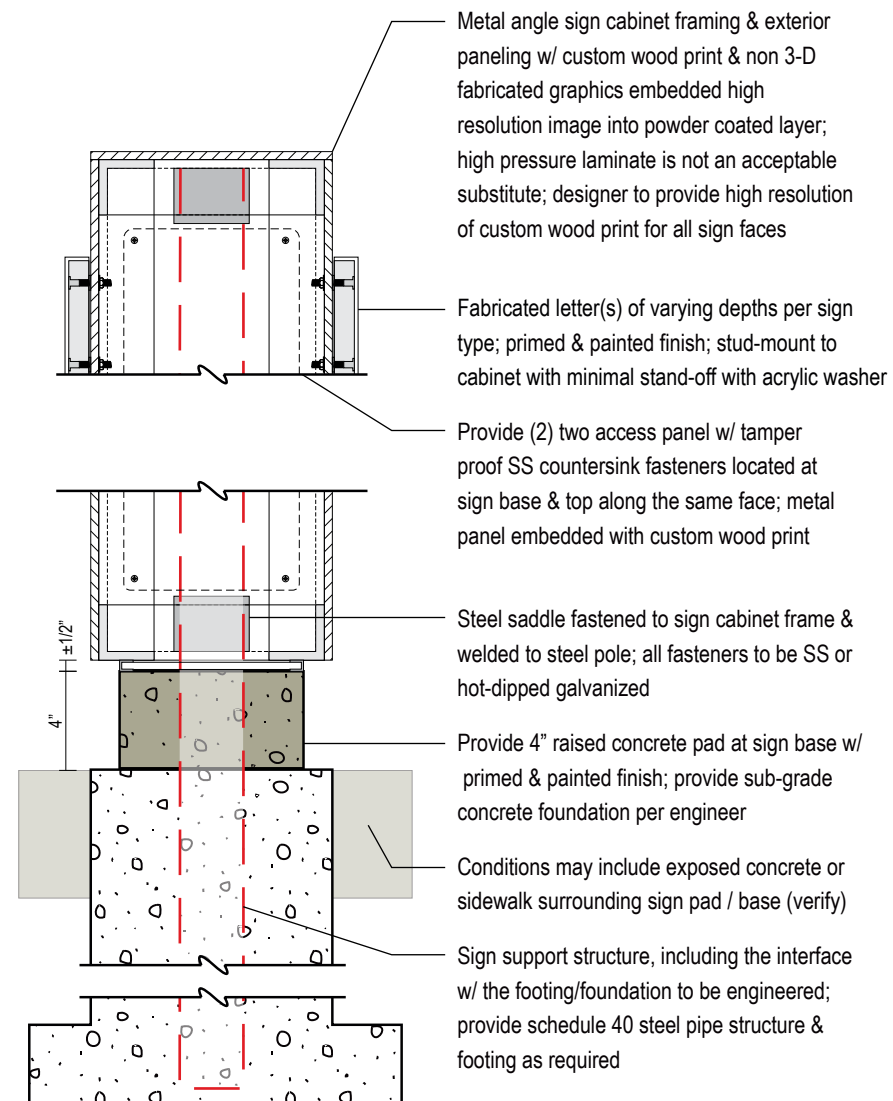 Metal angle sign cabinet framing & exterior
paneling w/ custom wood print & non 3-D
fabricated graphics embedded high
resolution image into powder coated layer;
high pressure laminate is not an acceptable
substitute; designer to provide high resolution
of custom wood print for all sign faces
Fabricated letter(s) of varying depths per sign
type; primed & painted finish; stud-mount to
cabinet with minimal stand-off with acrylic washer
Provide (2) two access panel w/ tamper
proof SS countersink fasteners located at
sign base & top along the same face; metal
panel embedded with custom wood print
Steel saddle fastened to sign cabinet frame &
welded to steel pole; all fasteners to be SS or
hot-dipped galvanized
±1/2"
4"
Provide 4” raised concrete pad at sign base w/
primed & painted finish; provide sub-grade
concrete foundation per engineer
Conditions may include exposed concrete or
sidewalk surrounding sign pad / base (verify)
Sign support structure, including the interface
w/ the footing/foundation to be engineered;
provide schedule 40 steel pipe structure &
footing as required